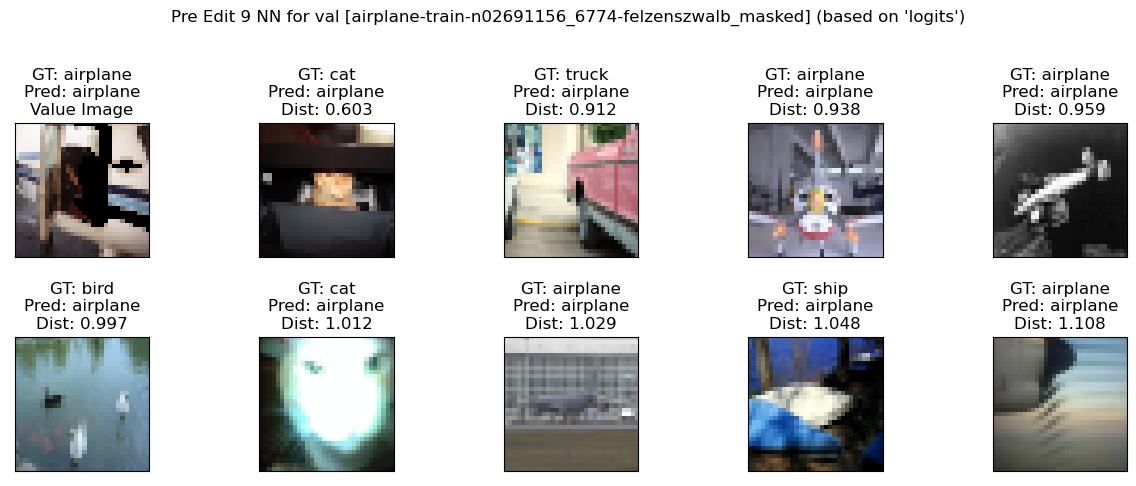 Pre Edit 9 NN for val [airplane-train-n02691156_6774-felzenszwalb_masked] (based on 'logits')
GT: airplane
Pred: airplane
Value Image
GT: cat
Pred: airplane
Dist: 0.603
GT: truck
Pred: airplane
Dist: 0.912
GT: airplane
Pred: airplane
Dist: 0.938
GT: airplane
Pred: airplane
Dist: 0.959
GT: bird
Pred: airplane
Dist: 0.997
GT: cat
Pred: airplane
Dist: 1.012
GT: airplane
Pred: airplane
Dist: 1.029
GT: ship
Pred: airplane
Dist: 1.048
GT: airplane
Pred: airplane
Dist: 1.108